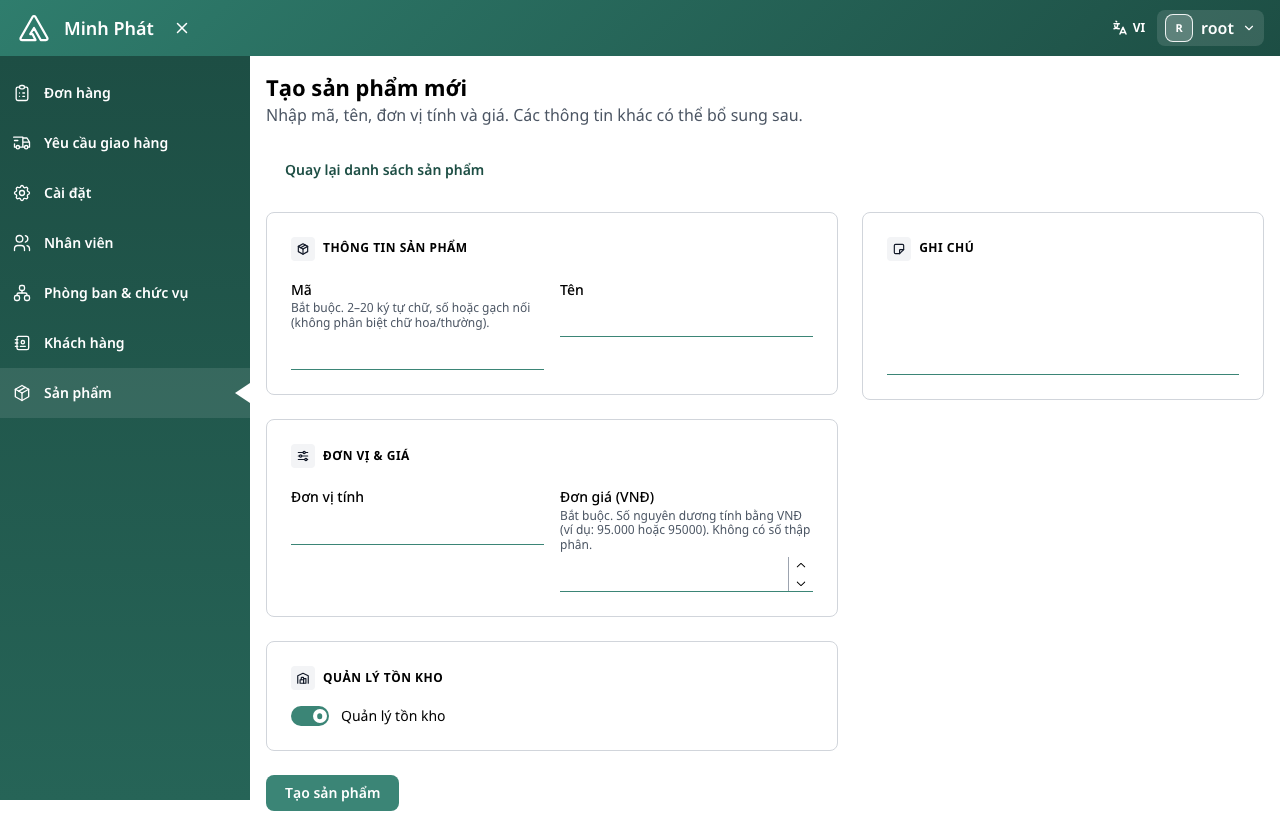 Minh Phát
VI
R
root
Đơn hàng
Yêu cầu giao hàng
Cài đặt
Nhân viên
Phòng ban & chức vụ
Khách hàng
Sản phẩm
Tạo sản phẩm mới
Nhập mã, tên, đơn vị tính và giá. Các thông tin khác có thể bổ sung sau.
Quay lại danh sách sản phẩm
THÔNG TIN SẢN PHẨM
Mã
Bắt buộc. 2–20 ký tự chữ, số hoặc gạch nối
(không phân biệt chữ hoa/thường).
Tên
GHI CHÚ
ĐƠN VỊ & GIÁ
Đơn vị tính
Đơn giá (VNĐ)
Bắt buộc. Số nguyên dương tính bằng VNĐ
(ví dụ: 95.000 hoặc 95000). Không có số thập
phân.
QUẢN LÝ TỒN KHO
Quản lý tồn kho
Tạo sản phẩm